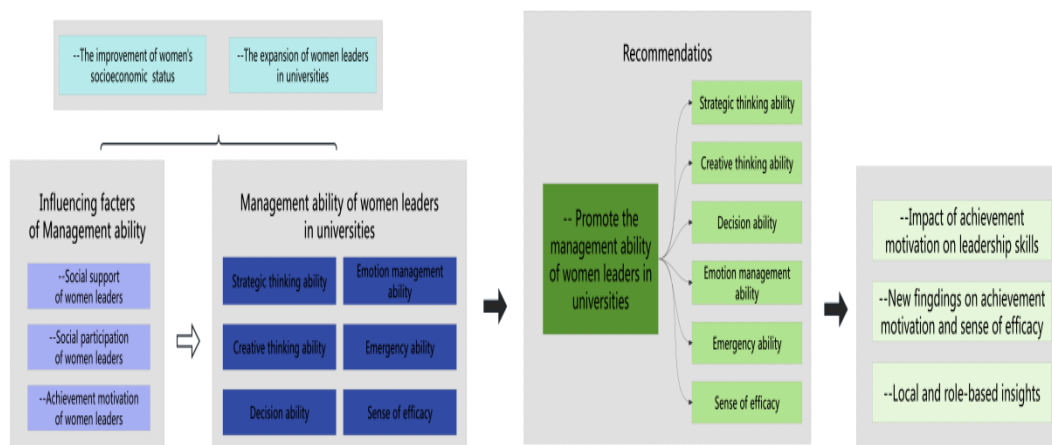 --The improvement of women's
socioeconomic status
--The expansion of women leaders
in universities
Influencing facters
of Management ability
--Social support
of women leaders
--Social participation
of women leaders
--Achievement motivation
of women leaders
Management ability of women leaders
in universities
Strategic thinking ability
Emotion management
ability
Creative thinking ability
Emergency ability
Decision ability
Sense of efficacy
Recommendatios
-- Promote the
management ability
of women leaders in
universities
Strategic thinking ability
Creative thinking ability
Decision ability
Emotion management
ability
Emergency ability
Sense of efficacy
--Impact of achievement
motivation on leadership skills
--New fingdings on achievement
motivation and sense of efficacy
--Local and role-based insights